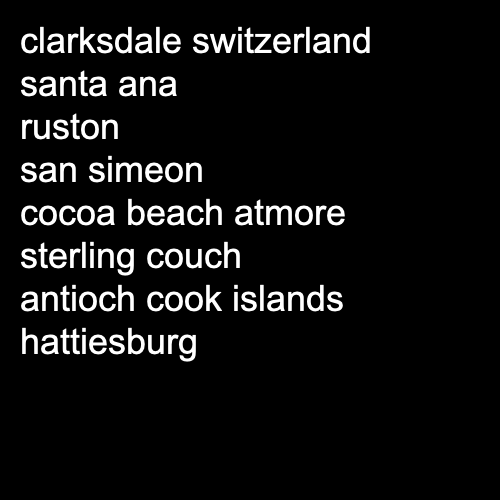 clarksdale switzerland
santa ana
ruston
san simeon
cocoa beach atmore
sterling couch
antioch cook islands
hattiesburg